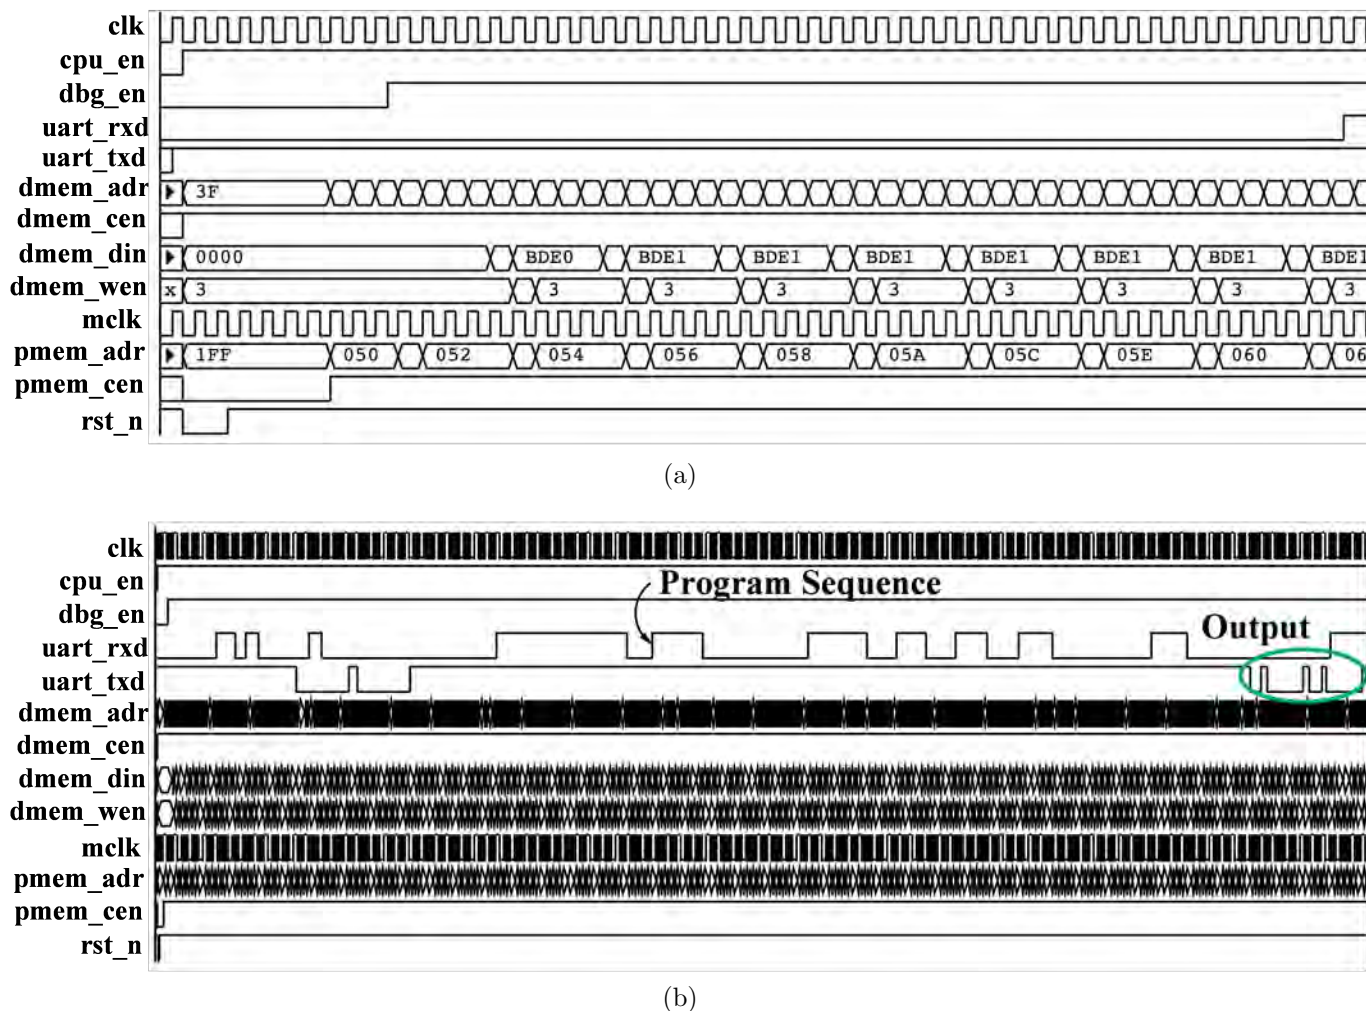 clk
cpu_en
dbg_en
uart_rxd
uart_txd
dmem_adr 3F
dmem_cen
dmem_din 0000 BDE0 BDE1 BDE1 BDE1 BDE1 BDE1 BDE1 BDE1
dmem_wen x 3 3 3 3 3 3 3 3 3
mclk
pmem_adr 1FF 050 052 054 056 058 05A 05C 05E 060 06
pmem_cen
rst_n
(a)
clk
cpu_en
Program Sequence
dbg_en
Output
uart_rxd
uart_txd
dmem_adr
dmem_cen
dmem_din
dmem_wen
mclk
pmem_adr
pmem_cen
rst_n
(b)